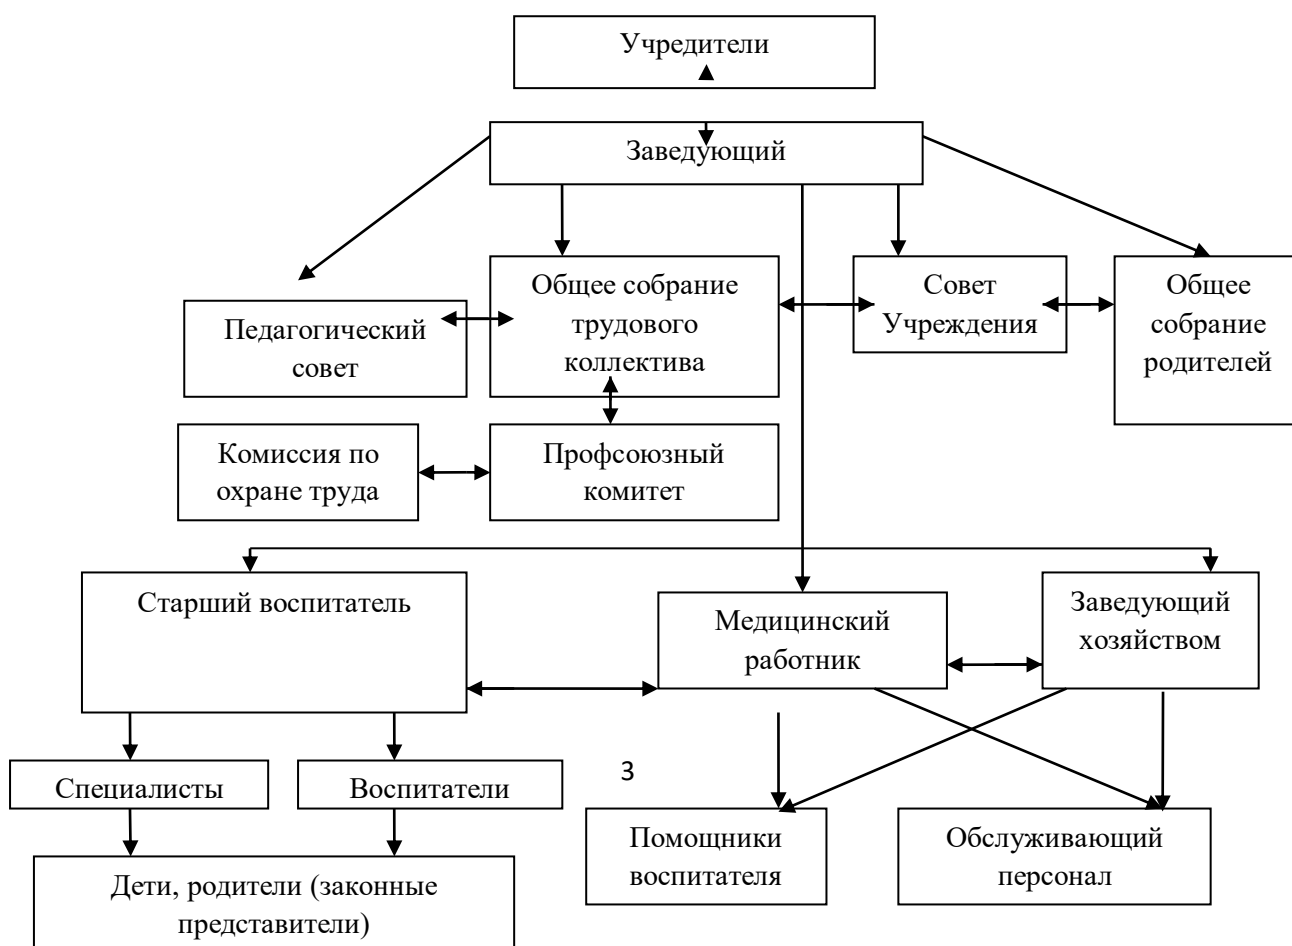 Учредители
Заведующий
Общее собрание
трудового
коллектива
Совет
Учреждения
Общее
собрание
родителей
Педагогический
совет
Комиссия по
охране труда
Профсоюзный
комитет
Старший воспитатель
Медицинский
работник
Заведующий
хозяйством
Специалисты
Воспитатели
3
Помощники
воспитателя
Обслуживающий
персонал
Дети, родители (законные
представители)